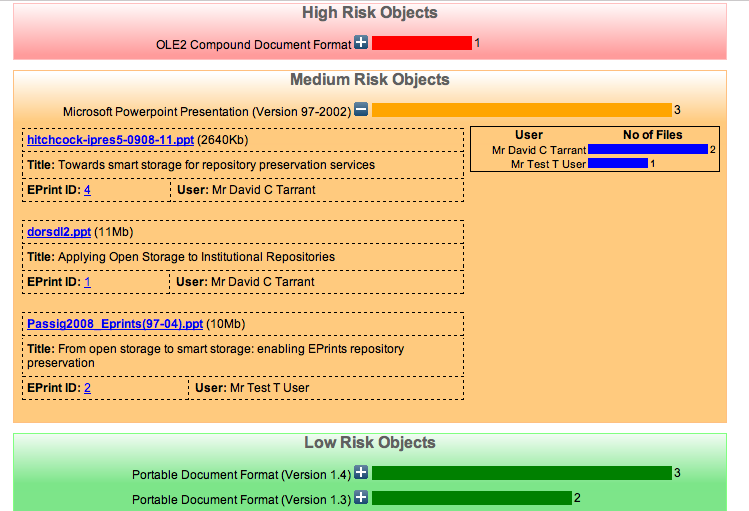 High Risk Objects
OLE2 Compound Document Format 1
Medium Risk Objects
Microsoft Powerpoint Presentation (Version 97-2002) 3
hitchcock-ipres5-0908-11.ppt (2640Kb)
Title: Towards smart storage for repository preservation services
EPrint ID: 4 User: Mr David C Tarrant
User No of Files
Mr David C Tarrant 2
Mr Test T User 1
dorsdl2.ppt (11Mb)
Title: Applying Open Storage to Institutional Repositories
EPrint ID: 1 User: Mr David C Tarrant
Passig2008_Eprints(97-04).ppt (10Mb)
Title: From open storage to smart storage: enabling EPrints repository
preservation
EPrint ID: 2 User: Mr Test T User
Low Risk Objects
Portable Document Format (Version 1.4) 3
Portable Document Format (Version 1.3) 2